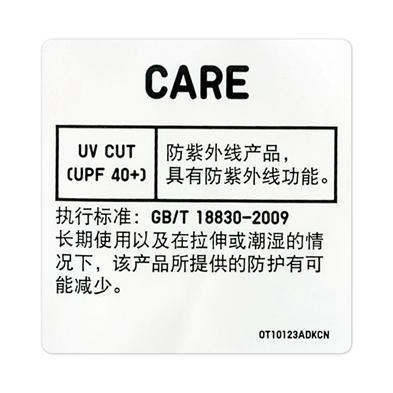 CARE
UV CUT
(UPF 40+)
防紫外线产品，
具有防紫外线功能。
执行标准：GB/T 18830-2009
长期使用以及在拉伸或潮湿的情
况下，该产品所提供的防护有可
能减少。
OT10123ADKCN